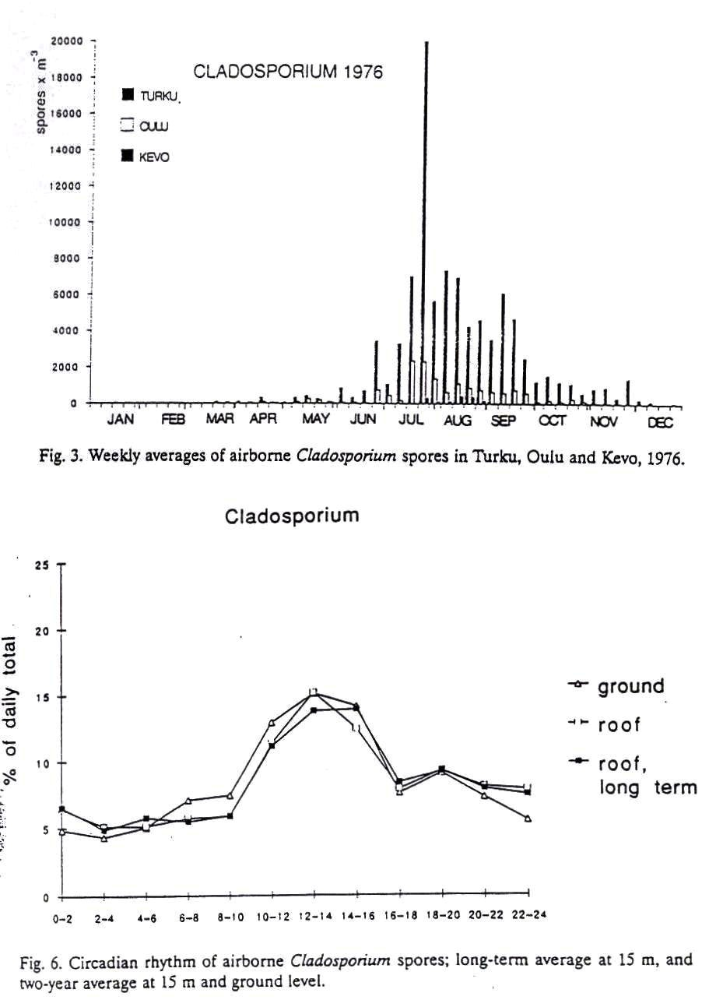 20000
spores x m-3
18000
16000
14000
12000
10000
8000
6000
4000
2000
0
CLADOSPORIUM 1976
TURKU
OULU
KEVO
JAN FEB MAR APR MAY JUN JUL AUG SEP OCT NOV DEC
Fig. 3. Weekly averages of airborne Cladosporium spores in Turku, Oulu and Kevo, 1976.
Cladosporium
25
20
15
10
5
0
% of daily total
ground
roof
roof,
long term
0-2 2-4 4-6 6-8 8-10 10-12 12-14 14-16 16-18 18-20 20-22 22-24
Fig. 6. Circadian rhythm of airborne Cladosporium spores; long-term average at 15 m, and
two-year average at 15 m and ground level.